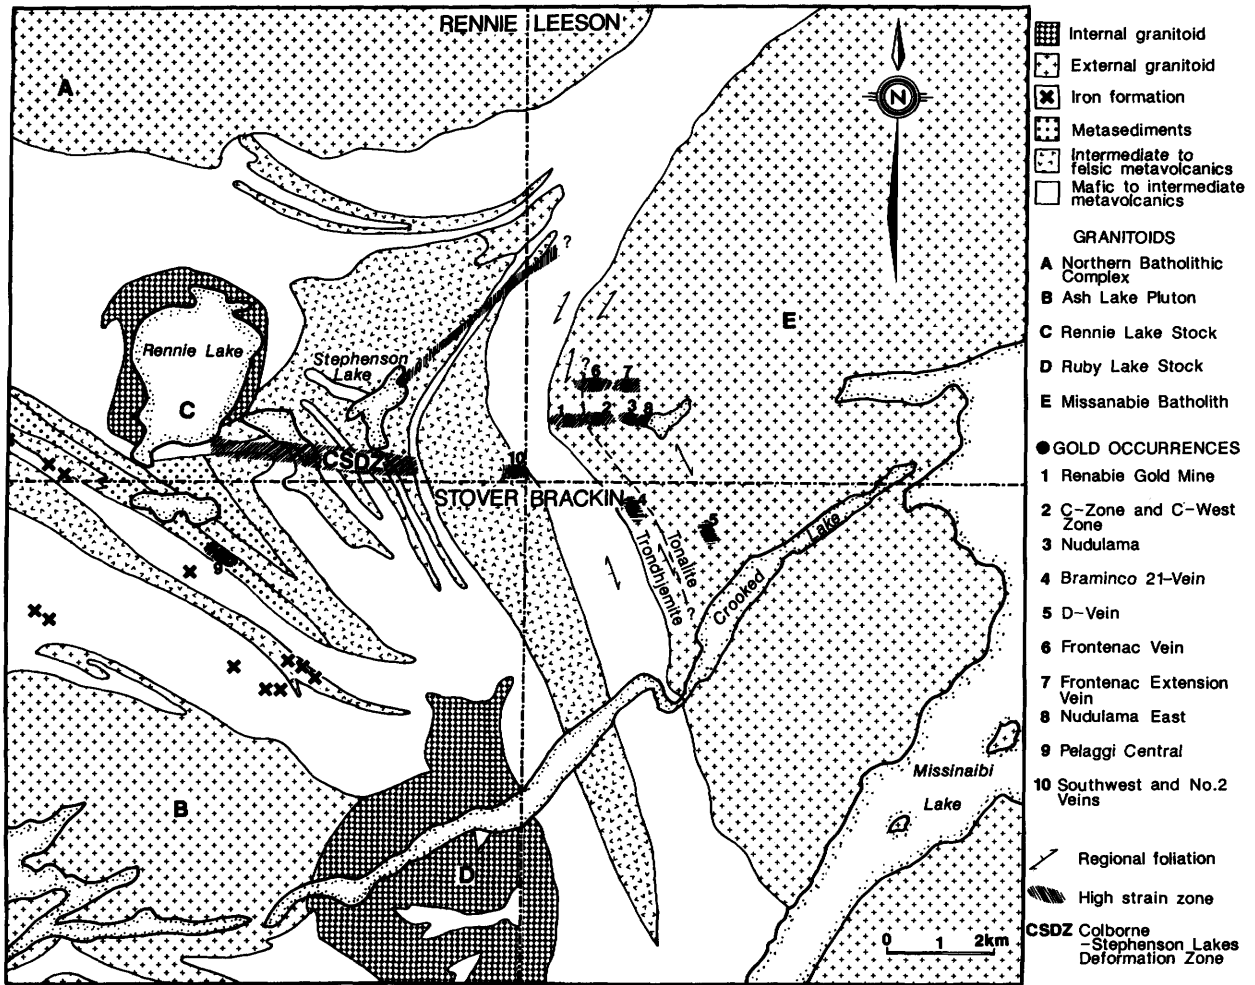 RENNIE LEESON
A
N
E
Rennie Lake
Stephenson
Lake
C
?
?
6 7
1 1 2 3 8
CSDZ
10
STOVER BRACKIN
4
5
9
Tonalite
Trondhjemite
Crooked
Lake
B
D
Missinaibi
Lake
0 1 2km
Internal granitoid
External granitoid
Iron formation
Metasediments
Intermediate to
felsic metavolcanics
Mafic to intermediate
metavolcanics
GRANITOIDS
A Northern Batholithic
Complex
B Ash Lake Pluton
C Rennie Lake Stock
D Ruby Lake Stock
E Missanabie Batholith
GOLD OCCURRENCES
1 Renabie Gold Mine
2 C-Zone and C-West
Zone
3 Nudulama
4 Braminco 21-Vein
5 D-Vein
6 Frontenac Vein
7 Frontenac Extension
Vein
8 Nudulama East
9 Pelaggi Central
10 Southwest and No.2
Veins
Regional foliation
High strain zone
CSDZ Colborne
-Stephenson Lakes
Deformation Zone